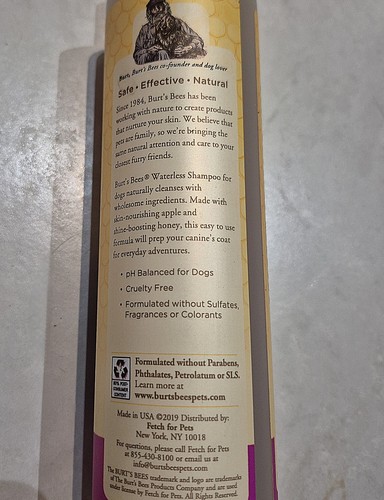 Burt, Burt's Bees co-founder and dog lover
Safe • Effective • Natural
Since 1984, Burt's Bees has been
working with nature to create products
that nurture your skin. We believe that
pets are family, so we're bringing the
same natural attention and care to your
closest furry friends.
Burt's Bees® Waterless Shampoo for
dogs naturally cleanses with
wholesome ingredients. Made with
skin-nourishing apple and
shine-boosting honey, this easy to use
formula will prep your canine's coat
for everyday adventures.
• pH Balanced for Dogs
• Cruelty Free
• Formulated without Sulfates,
Fragrances or Colorants
POST-
CONSUMER
CONTENT
Formulated without Parabens,
Phthalates, Petrolatum or SLS.
Learn more at
www.burtsbeespets.com
Made in USA ©2019 Distributed by:
Fetch for Pets
New York, NY 10018
For questions, please call Fetch for Pets
at 855-430-8100 or email us at
info@burtsbeespets.com
The BURT'S BEES trademark and logo are trademarks
of The Burt's Bees Products Company and are used
under license by Fetch for Pets. All Rights Reserved.